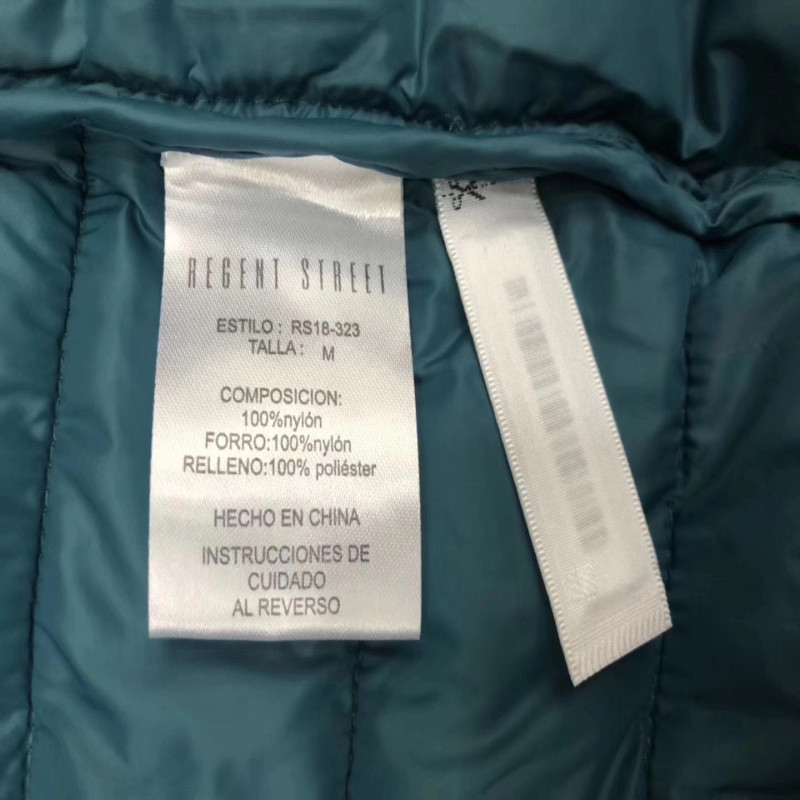 REGENT STREET
ESTILO: RS18-323
TALLA: M
COMPOSICION:
100%nylón
FORRO:100%nylón
RELLENO:100% poliéster
HECHO EN CHINA
INSTRUCCIONES DE
CUIDADO
AL REVERSO